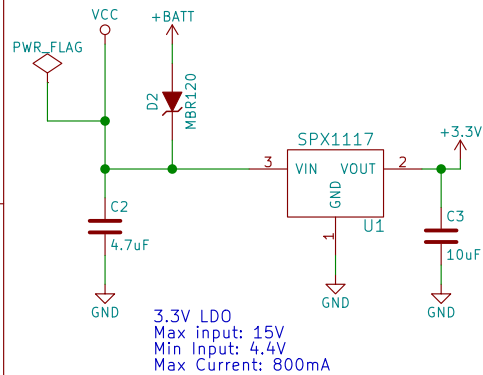 VCC
+BATT
PWR_FLAG
D2
MBR120
SPX1117
+3.3V
3
VIN
VOUT
2
GND
1
U1
C2
4.7uF
C3
10uF
GND
GND
GND
3.3V LDO
Max input: 15V
Min Input: 4.4V
Max Current: 800mA